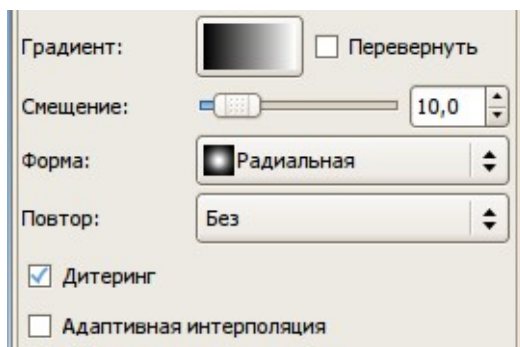 Градиент: Перевернуть
Смещение: 10,0
Форма: Радиальная
Повтор: Без
Дитеринг
Адаптивная интерполяция